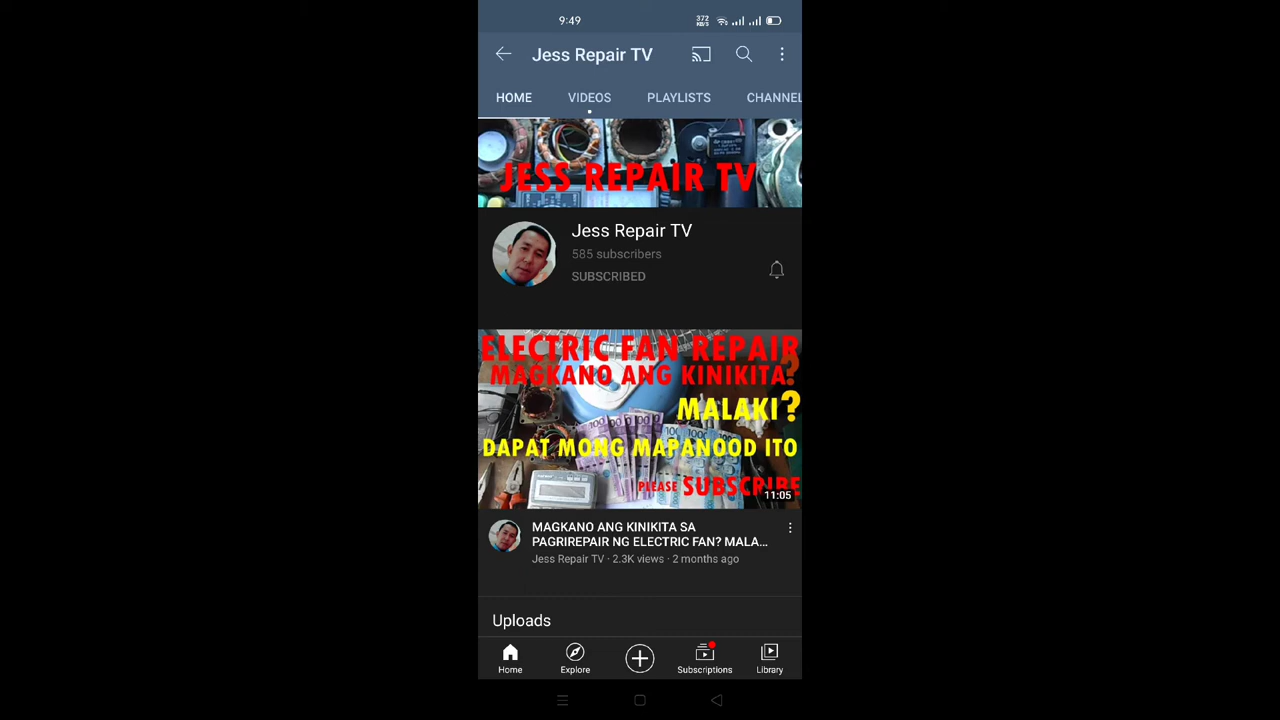 9:49
372
KB/S
Jess Repair TV
HOME VIDEOS PLAYLISTS CHANNEL
JESS REPAIR TV
Jess Repair TV
585 subscribers
SUBSCRIBED
ELECTRIC FAN REPAIR
MAGKANO ANG KINIKITA?
MALAKI?
DAPAT MONG MAPANOOD ITO
PLEASE SUBSCRIBE
11:05
MAGKANO ANG KINIKITA SA
PAGRIREPAIR NG ELECTRIC FAN? MALA...
Jess Repair TV · 2.3K views · 2 months ago
Uploads
Home Explore Subscriptions Library